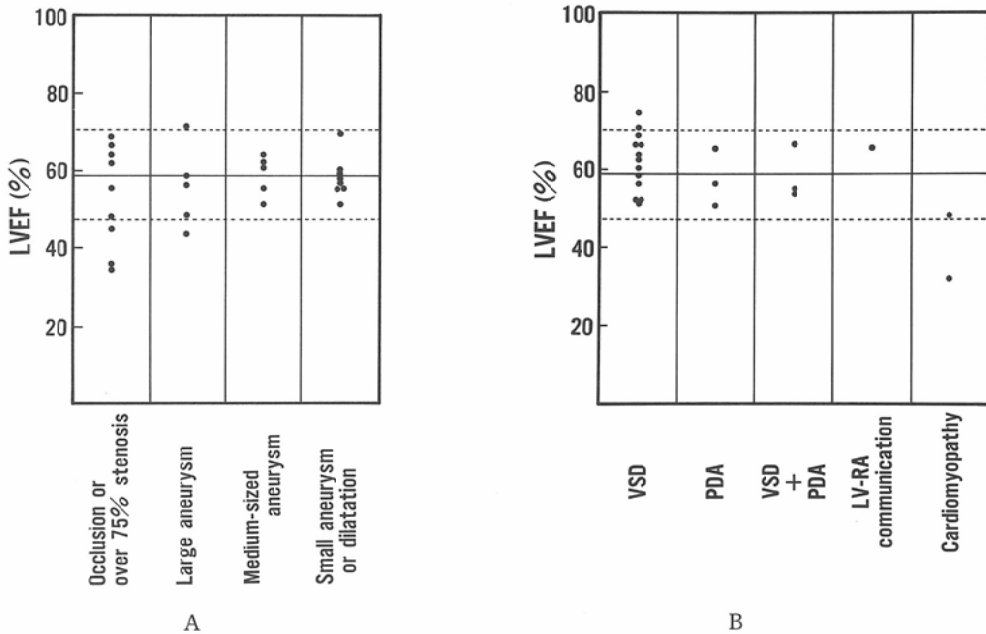 100
80
60
40
20
LVEF (%)
Occlusion or
over 75% stenosis
Large aneurysm
Medium-sized
aneurysm
Small aneurysm
or dilatation
A
100
80
60
40
20
LVEF (%)
VSD
PDA
VSD
+
PDA
LV-RA
communication
Cardiomyopathy
B